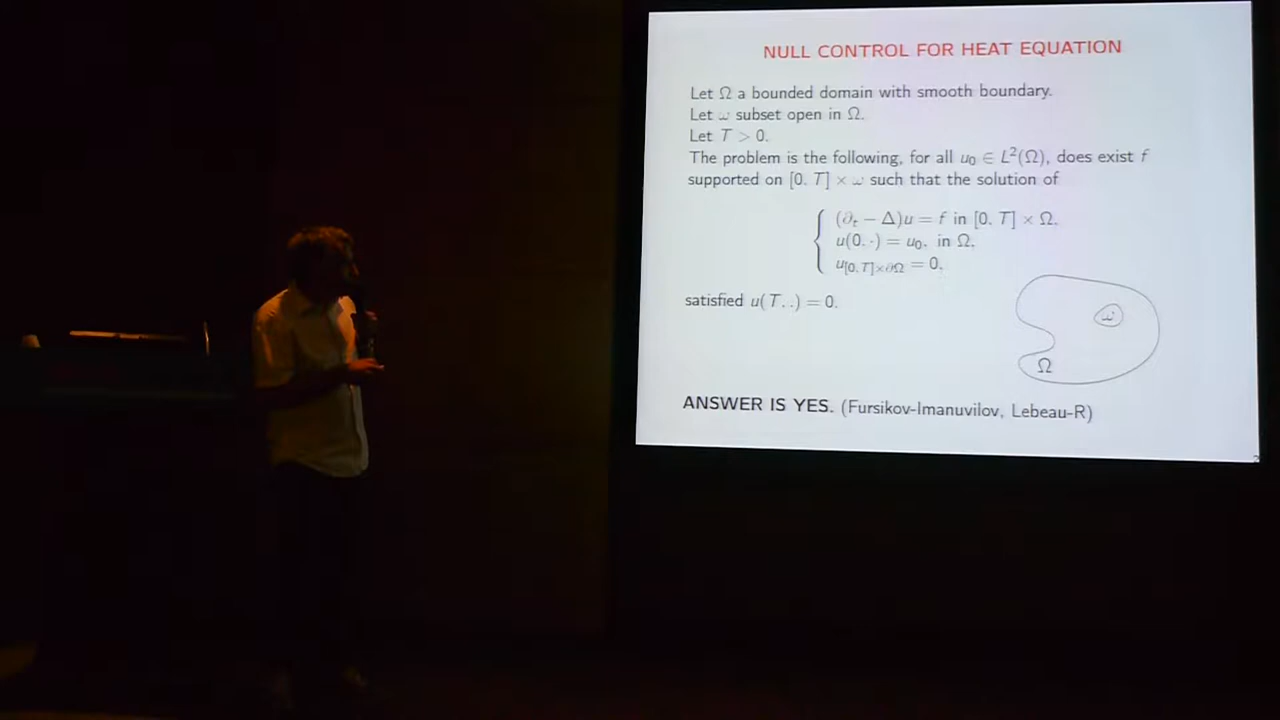 NULL CONTROL FOR HEAT EQUATION
Let Ω a bounded domain with smooth boundary.
Let ω subset open in Ω.
Let T > 0.
The problem is the following, for all u₀ ∈ L²(Ω), does exist f
supported on [0, T] × ω such that the solution of
(∂ₜ − Δ)u = f in [0, T] × Ω,
u(0, ·) = u₀, in Ω,
u|[0,T]×∂Ω = 0,
satisfied u(T, .) = 0.
ω
Ω
ANSWER IS YES. (Fursikov-Imanuvilov, Lebeau-R)